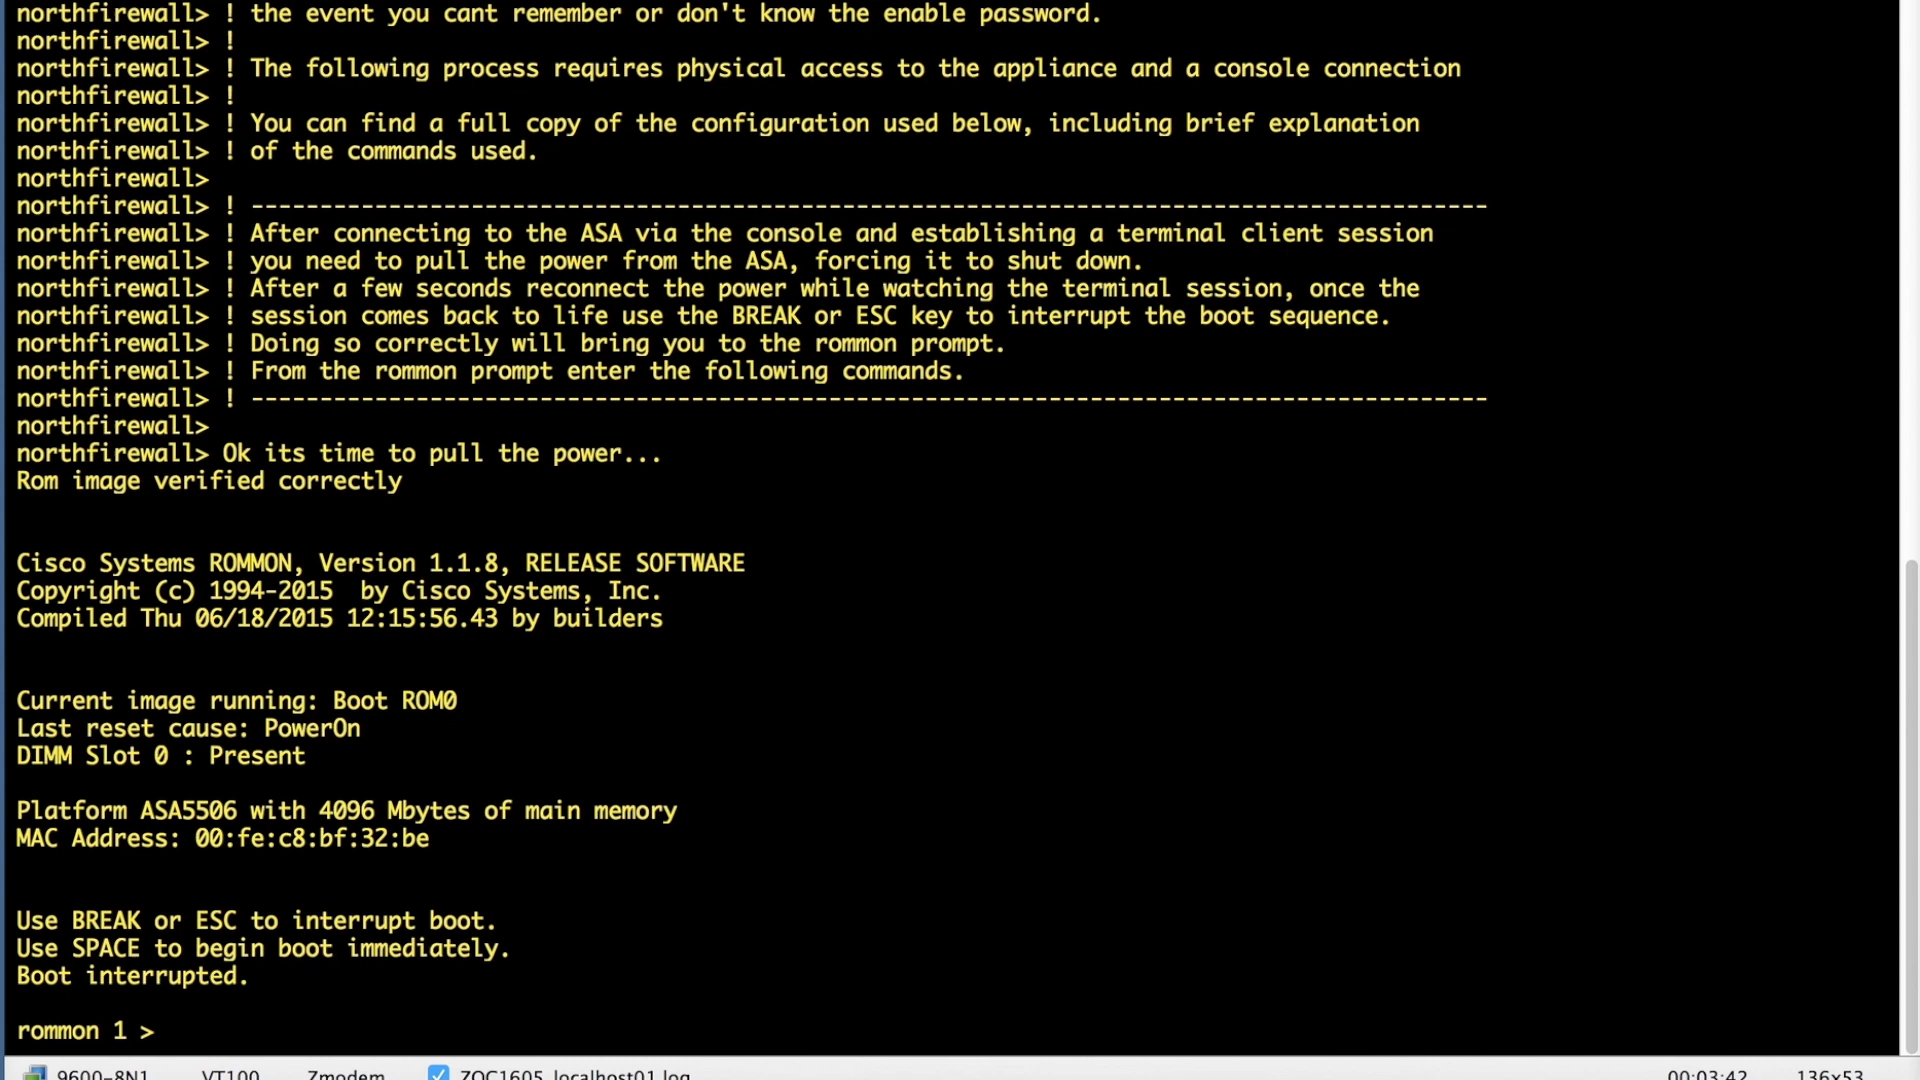 northfirewall> ! the event you cant remember or don't know the enable password.
northfirewall> !
northfirewall> ! The following process requires physical access to the appliance and a console connection
northfirewall> !
northfirewall> ! You can find a full copy of the configuration used below, including brief explanation
northfirewall> ! of the commands used.
northfirewall>
northfirewall> ! ------------------------------------------------------------------------------------------
northfirewall> ! After connecting to the ASA via the console and establishing a terminal client session
northfirewall> ! you need to pull the power from the ASA, forcing it to shut down.
northfirewall> ! After a few seconds reconnect the power while watching the terminal session, once the
northfirewall> ! session comes back to life use the BREAK or ESC key to interrupt the boot sequence.
northfirewall> ! Doing so correctly will bring you to the rommon prompt.
northfirewall> ! From the rommon prompt enter the following commands.
northfirewall> ! ------------------------------------------------------------------------------------------
northfirewall>
northfirewall> Ok its time to pull the power...
Rom image verified correctly
Cisco Systems ROMMON, Version 1.1.8, RELEASE SOFTWARE
Copyright (c) 1994-2015  by Cisco Systems, Inc.
Compiled Thu 06/18/2015 12:15:56.43 by builders
Current image running: Boot ROM0
Last reset cause: PowerOn
DIMM Slot 0 : Present
Platform ASA5506 with 4096 Mbytes of main memory
MAC Address: 00:fe:c8:bf:32:be
Use BREAK or ESC to interrupt boot.
Use SPACE to begin boot immediately.
Boot interrupted.
rommon 1 >
9600-8N1 VT100 Zmodem ZOC1605_localhost01.log 00:03:42 136x53